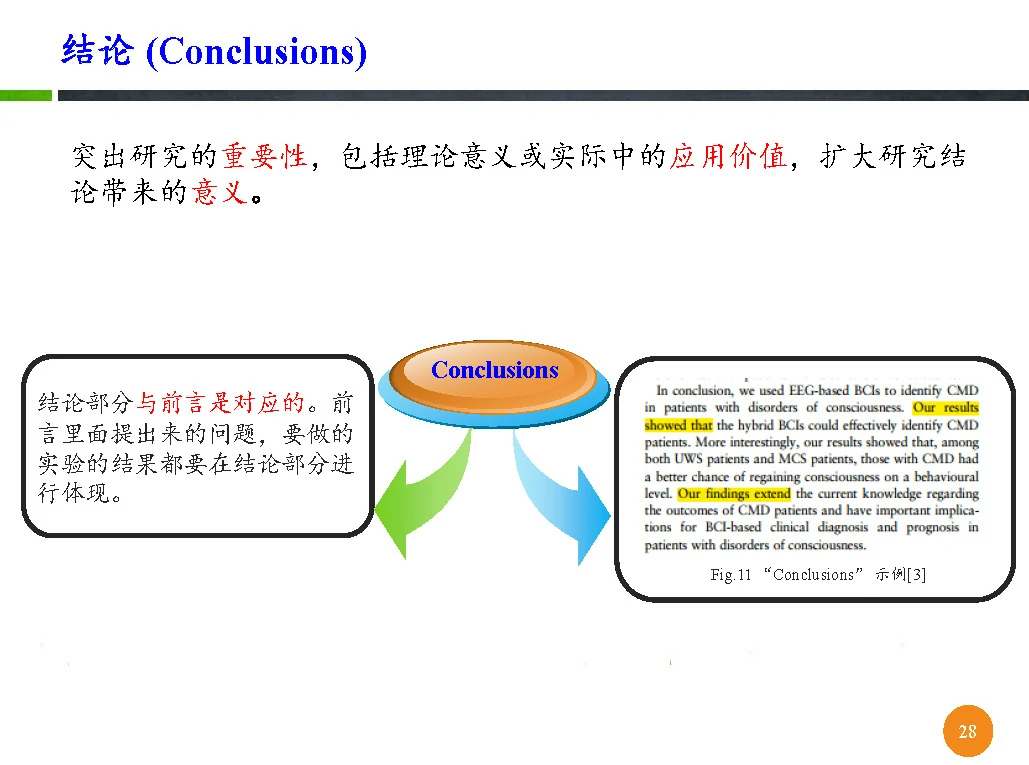 结论 (Conclusions)
突出研究的重要性，包括理论意义或实际中的应用价值，扩大研究结
论带来的意义。
Conclusions
结论部分与前言是对应的。前
言里面提出来的问题，要做的
实验的结果都要在结论部分进
行体现。
In conclusion, we used EEG-based BCIs to identify CMD
in patients with disorders of consciousness. Our results
showed that the hybrid BCIs could effectively identify CMD
patients. More interestingly, our results showed that, among
both UWS patients and MCS patients, those with CMD had
a better chance of regaining consciousness on a behavioural
level. Our findings extend the current knowledge regarding
the outcomes of CMD patients and have important implica-
tions for BCI-based clinical diagnosis and prognosis in
patients with disorders of consciousness.
Fig.11 “Conclusions” 示例[3]
28